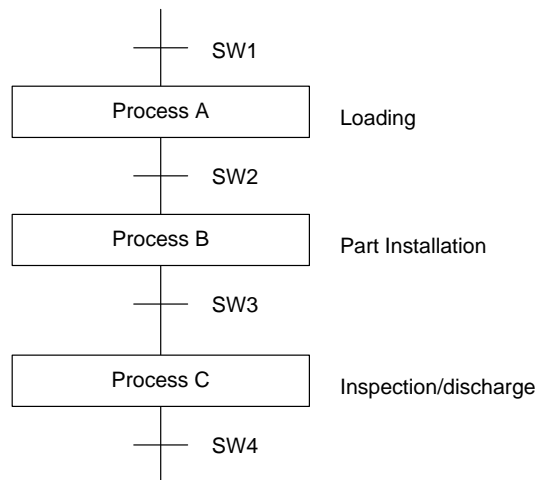 SW1
Process A
Loading
SW2
Process B
Part Installation
SW3
Process C
Inspection/discharge
SW4